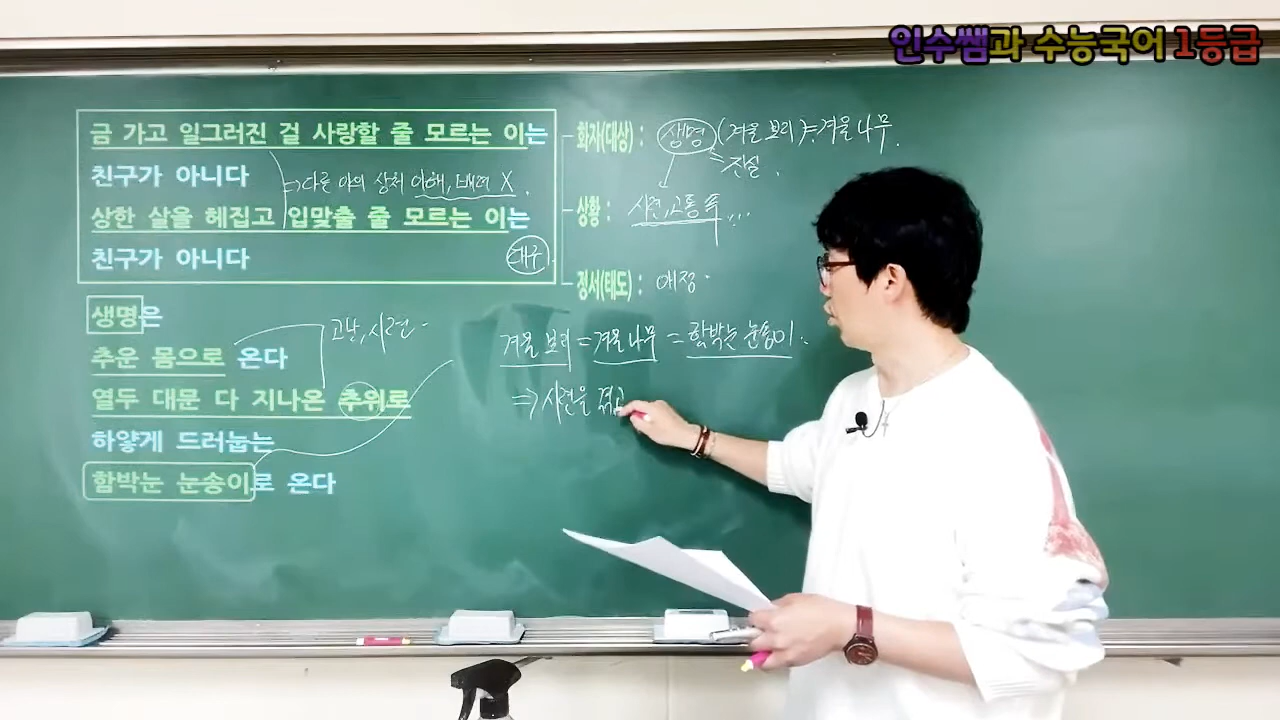 인수쌤과 수능국어 1등급
금 가고 일그러진 걸 사랑할 줄 모르는 이는
친구가 아니다
⇒다른 이의 상처 이해, 배려 X.
상한 살을 헤집고 입맞출 줄 모르는 이는
친구가 아니다
대구
생명은
추운 몸으로 온다
고난, 시련
열두 대문 다 지나온 추위로
하얗게 드러눕는
함박눈 눈송이로 온다
화자(대상) : 생명 (겨울 보리) = 겨울 나무.
진실.
상황 : 시련, 고통 속...
정서(태도) : 애정
겨울 보리 = 겨울 나무 = 함박눈 눈송이.
⇒ 시련을 겪고